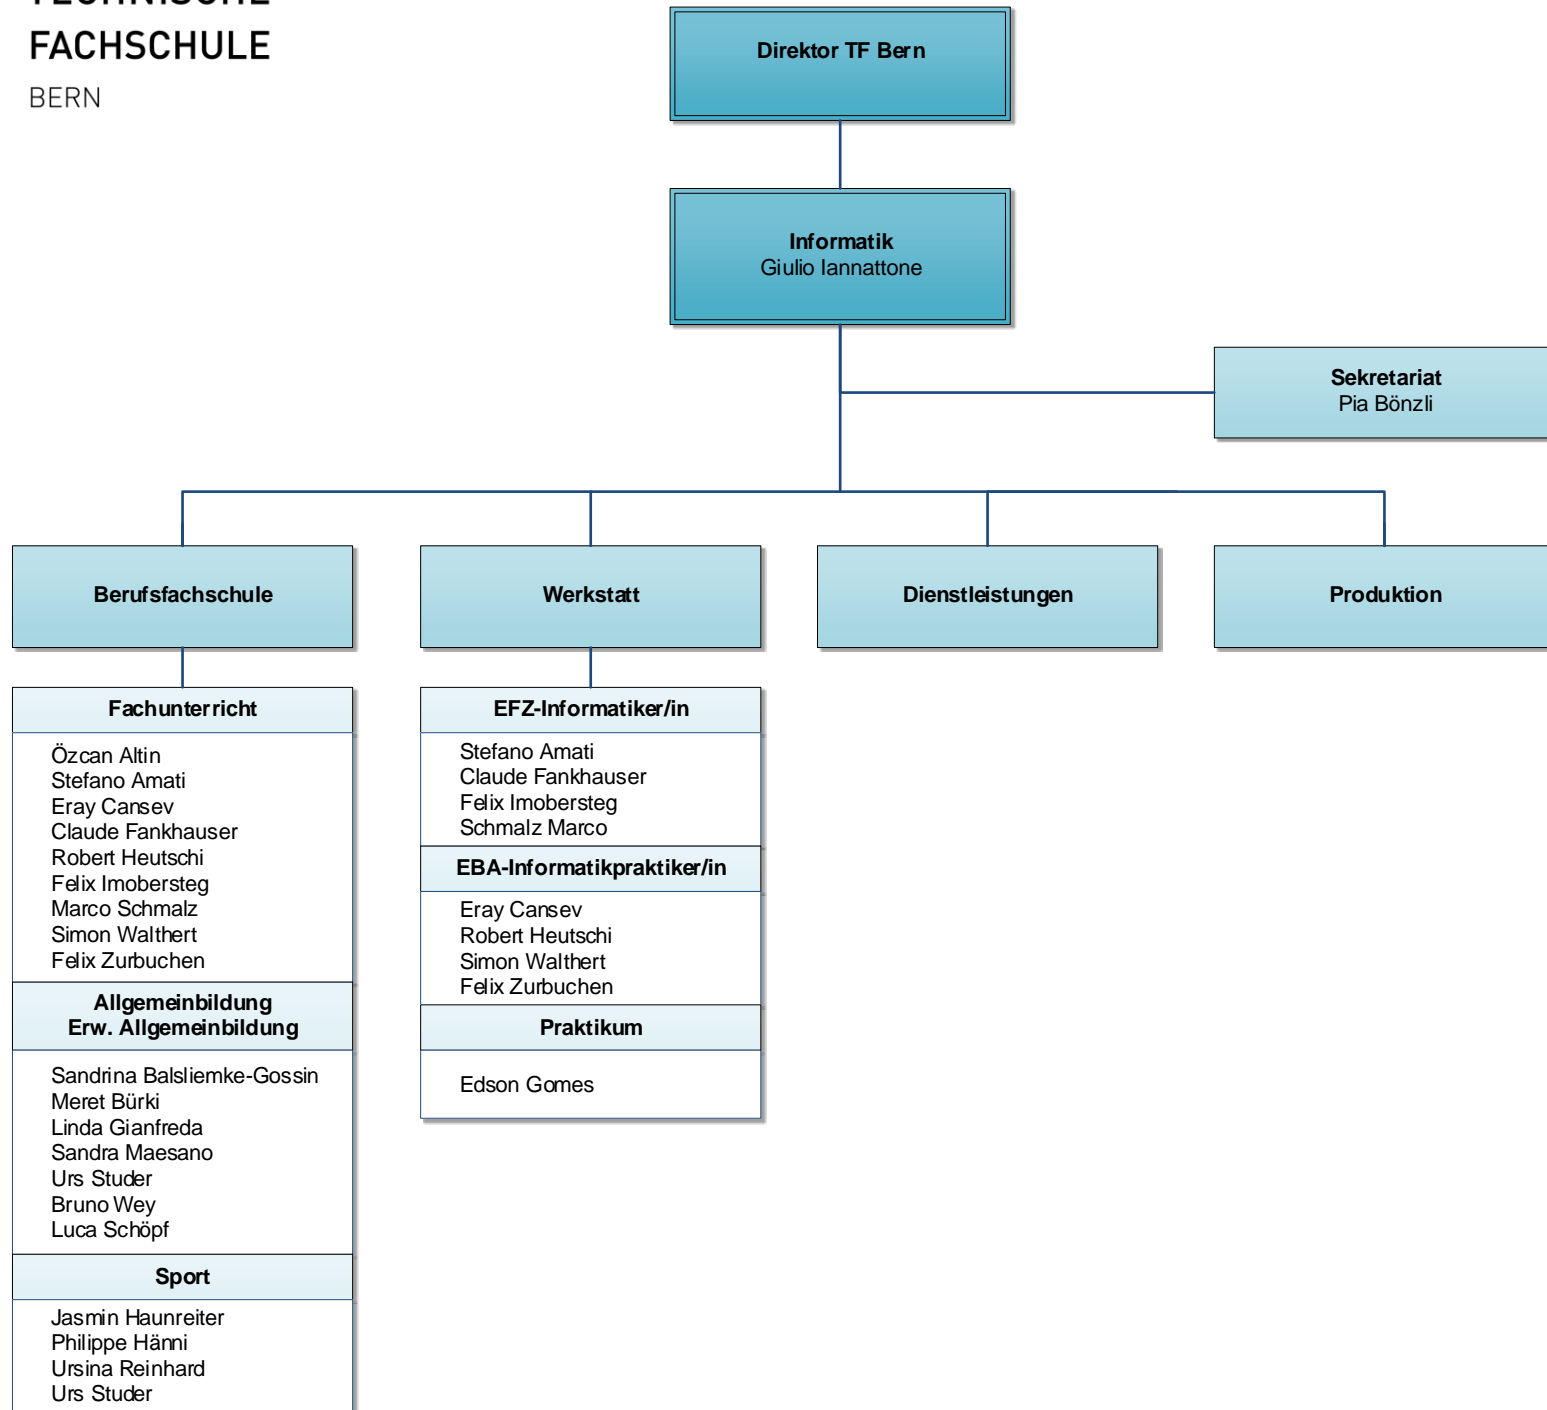 TECHNISCHE
FACHSCHULE
BERN
Direktor TF Bern
Informatik
Giulio Iannattone
Sekretariat
Pia Bönzli
Berufsfachschule
Werkstatt
Dienstleistungen
Produktion
Fachunterricht
Özcan Altin
Stefano Amati
Eray Cansev
Claude Fankhauser
Robert Heutschi
Felix Imobersteg
Marco Schmalz
Simon Walthert
Felix Zurbuchen
Allgemeinbildung
Erw. Allgemeinbildung
Sandrina Balsliemke-Gossin
Meret Bürki
Linda Gianfreda
Sandra Maesano
Urs Studer
Bruno Wey
Luca Schöpf
Sport
Jasmin Haunreiter
Philippe Hänni
Ursina Reinhard
Urs Studer
EFZ-Informatiker/in
Stefano Amati
Claude Fankhauser
Felix Imobersteg
Schmalz Marco
EBA-Informatikpraktiker/in
Eray Cansev
Robert Heutschi
Simon Walthert
Felix Zurbuchen
Praktikum
Edson Gomes